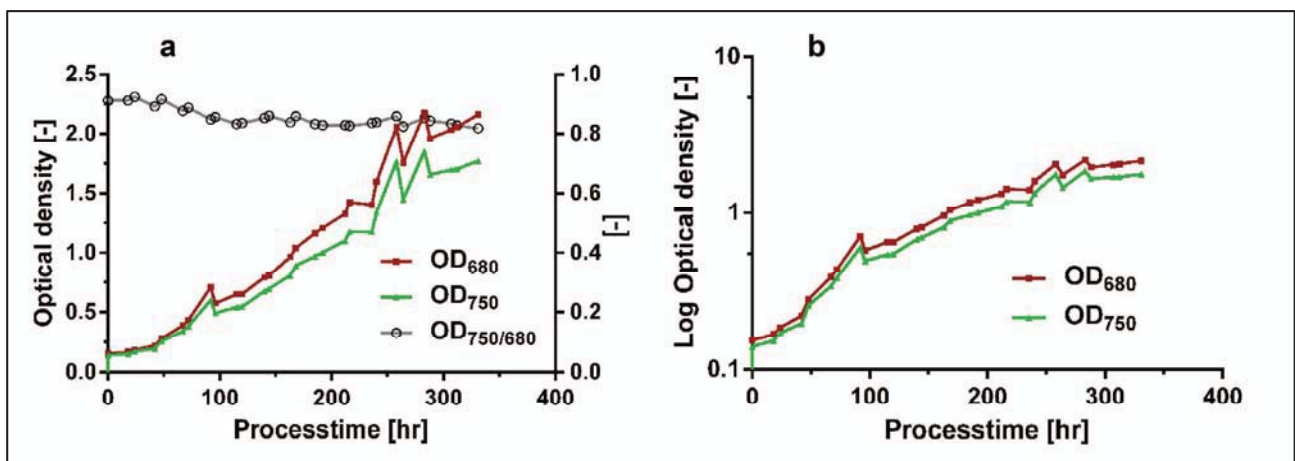 a
Optical density [-]
2.5
2.0
1.5
1.0
0.5
0.0
1.0
0.8
0.6
0.4
0.2
0.0
[-]
OD680
OD750
OD750/680
0 100 200 300 400
Processtime [hr]
b
Log Optical density [-]
10
1
0.1
OD680
OD750
0 100 200 300 400
Processtime [hr]